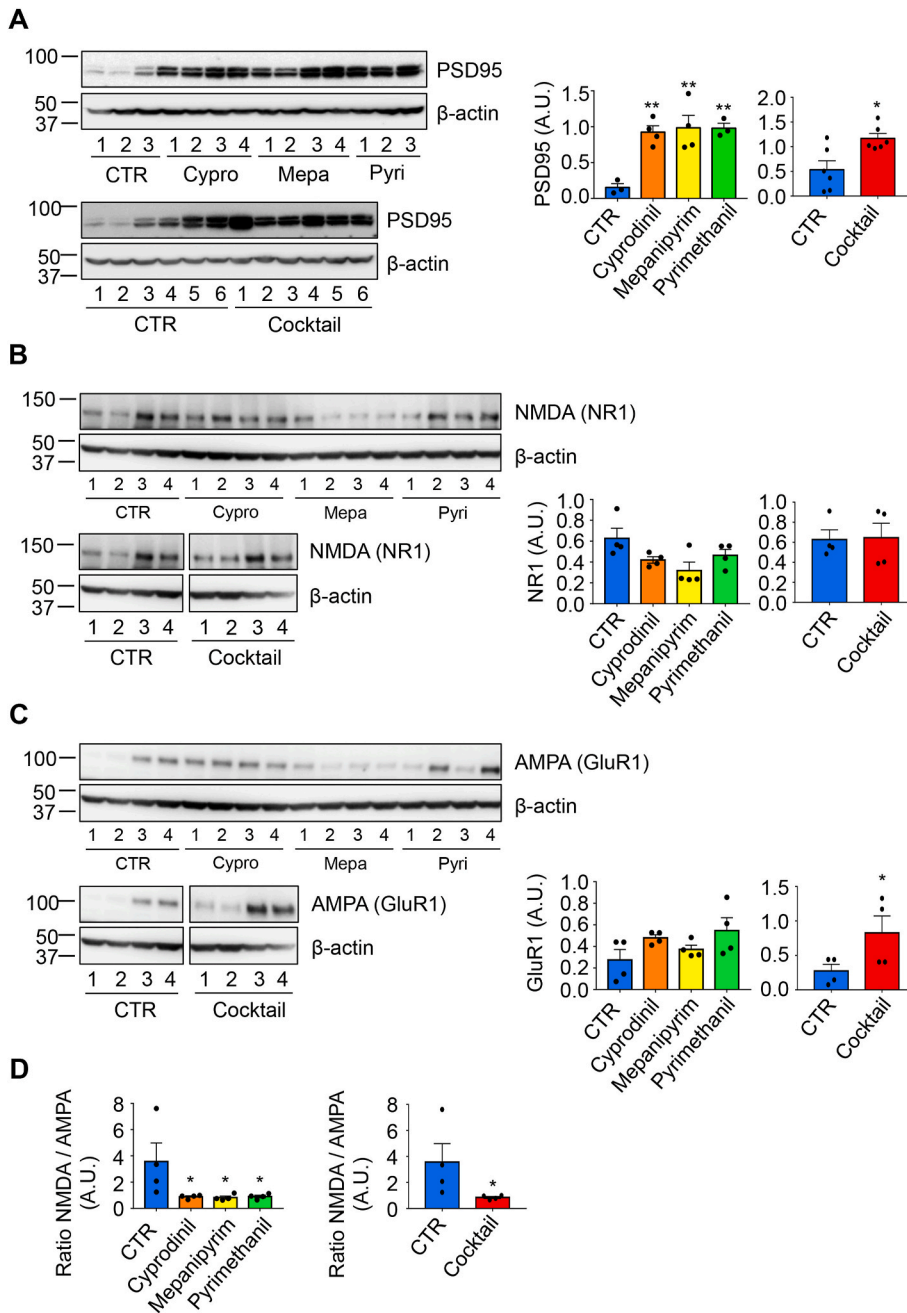 A
100
PSD95
50
37
β-actin
1 2 3 1 2 3 4 1 2 3 4 1 2 3
CTR Cypro Mepa Pyri
100
PSD95
50
37
β-actin
1 2 3 4 5 6 1 2 3 4 5 6
CTR Cocktail
PSD95 (A.U.)
1.5
1.0
0.5
0.0
** ** **
CTR
Cyprodinil
Mepanipyrim
Pyrimethanil
2.0
1.5
1.0
0.5
0.0
*
CTR
Cocktail
B
150
NMDA (NR1)
50
37
β-actin
1 2 3 4 1 2 3 4 1 2 3 4 1 2 3 4
CTR Cypro Mepa Pyri
150
NMDA (NR1)
50
37
β-actin
1 2 3 4 1 2 3 4
CTR Cocktail
NR1 (A.U.)
1.0
0.8
0.6
0.4
0.2
0.0
CTR
Cyprodinil
Mepanipyrim
Pyrimethanil
1.0
0.8
0.6
0.4
0.2
0.0
CTR
Cocktail
C
100
AMPA (GluR1)
50
37
β-actin
1 2 3 4 1 2 3 4 1 2 3 4 1 2 3 4
CTR Cypro Mepa Pyri
100
AMPA (GluR1)
50
37
β-actin
1 2 3 4 1 2 3 4
CTR Cocktail
GluR1 (A.U.)
1.0
0.8
0.6
0.4
0.2
0.0
CTR
Cyprodinil
Mepanipyrim
Pyrimethanil
1.5
1.0
0.5
0.0
*
CTR
Cocktail
D
Ratio NMDA / AMPA
(A.U.)
8
6
4
2
0
* * *
CTR
Cyprodinil
Mepanipyrim
Pyrimethanil
Ratio NMDA / AMPA
(A.U.)
8
6
4
2
0
*
CTR
Cocktail